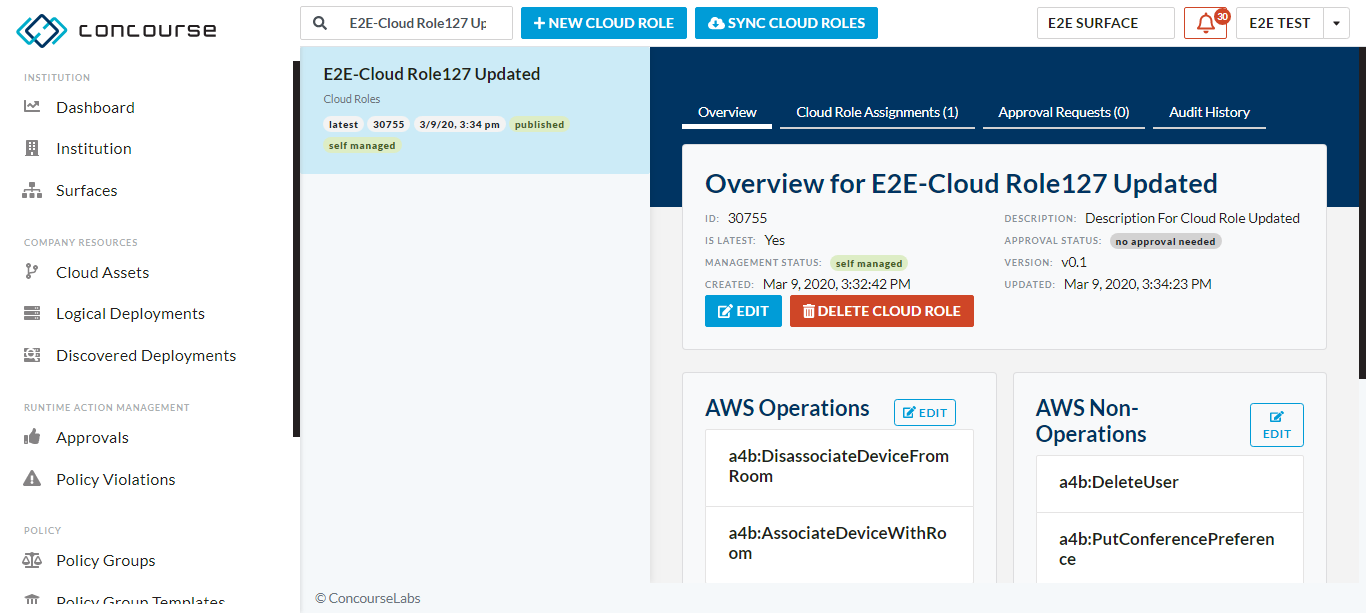 concourse
E2E-Cloud Role127 Up
NEW CLOUD ROLE
SYNC CLOUD ROLES
E2E SURFACE
30
E2E TEST
INSTITUTION
Dashboard
Institution
Surfaces
COMPANY RESOURCES
Cloud Assets
Logical Deployments
Discovered Deployments
RUNTIME ACTION MANAGEMENT
Approvals
Policy Violations
POLICY
Policy Groups
Policy Group Templates
E2E-Cloud Role127 Updated
Cloud Roles
latest 30755 3/9/20, 3:34 pm published
self managed
Overview Cloud Role Assignments (1) Approval Requests (0) Audit History
Overview for E2E-Cloud Role127 Updated
ID: 30755
DESCRIPTION: Description For Cloud Role Updated
IS LATEST: Yes
APPROVAL STATUS: no approval needed
MANAGEMENT STATUS: self managed
VERSION: v0.1
CREATED: Mar 9, 2020, 3:32:42 PM
UPDATED: Mar 9, 2020, 3:34:23 PM
EDIT
DELETE CLOUD ROLE
AWS Operations
EDIT
a4b:DisassociateDeviceFrom
Room
a4b:AssociateDeviceWithRo
om
AWS Non-
Operations
EDIT
a4b:DeleteUser
a4b:PutConferencePreferen
ce
© ConcourseLabs